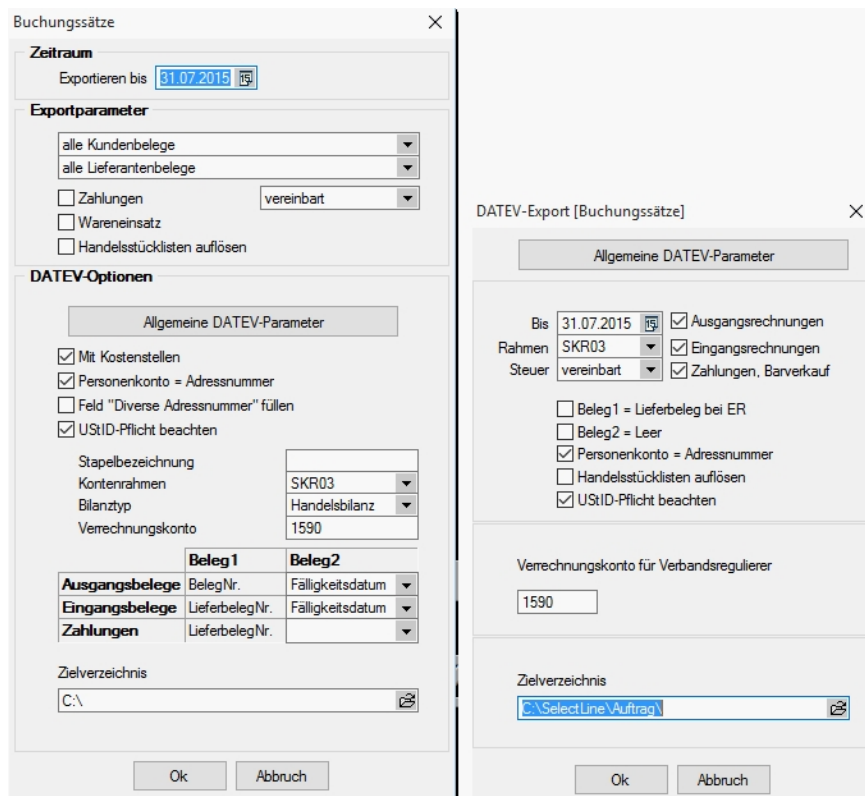 Buchungssätze
Zeitraum
Exportieren bis 31.07.2015 15
Exportparameter
alle Kundenbelege
alle Lieferantenbelege
Zahlungen vereinbart
Wareneinsatz
Handelsstücklisten auflösen
DATEV-Optionen
Allgemeine DATEV-Parameter
Mit Kostenstellen
Personenkonto = Adressnummer
Feld "Diverse Adressnummer" füllen
UStID-Pflicht beachten
Stapelbezeichnung
Kontenrahmen SKR03
Bilanztyp Handelsbilanz
Verrechnungskonto 1590
Beleg1 Beleg2
Ausgangsbelege BelegNr. Fälligkeitsdatum
Eingangsbelege LieferbelegNr. Fälligkeitsdatum
Zahlungen LieferbelegNr.
Zielverzeichnis
C:\
Ok Abbruch
DATEV-Export [Buchungssätze]
Allgemeine DATEV-Parameter
Bis 31.07.2015 15 Ausgangsrechnungen
Rahmen SKR03 Eingangsrechnungen
Steuer vereinbart Zahlungen, Barverkauf
Beleg1 = Lieferbeleg bei ER
Beleg2 = Leer
Personenkonto = Adressnummer
Handelsstücklisten auflösen
UStID-Pflicht beachten
Verrechnungskonto für Verbandsregulierer
1590
Zielverzeichnis
C:\SelectLine\Auftrag\
Ok Abbruch